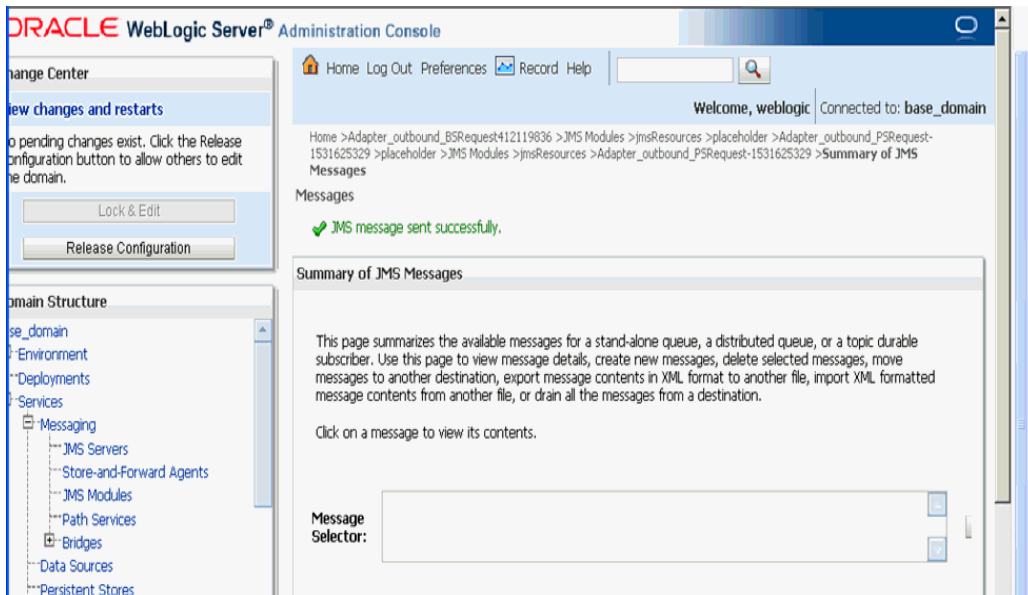 ORACLE WebLogic Server® Administration Console
hange Center
iew changes and restarts
o pending changes exist. Click the Release
onfiguration button to allow others to edit
he domain.
Lock & Edit
Release Configuration
omain Structure
se_domain
Environment
Deployments
Services
Messaging
JMS Servers
Store-and-Forward Agents
JMS Modules
Path Services
Bridges
Data Sources
Persistent Stores
Home Log Out Preferences Record Help
Welcome, weblogic Connected to: base_domain
Home >Adapter_outbound_BSRequest412119836 >JMS Modules >jmsResources >placeholder >Adapter_outbound_PSRequest-
1531625329 >placeholder >JMS Modules >jmsResources >Adapter_outbound_PSRequest-1531625329 >Summary of JMS
Messages
Messages
JMS message sent successfully.
Summary of JMS Messages
This page summarizes the available messages for a stand-alone queue, a distributed queue, or a topic durable
subscriber. Use this page to view message details, create new messages, delete selected messages, move
messages to another destination, export message contents in XML format to another file, import XML formatted
message contents from another file, or drain all the messages from a destination.
Click on a message to view its contents.
Message
Selector: